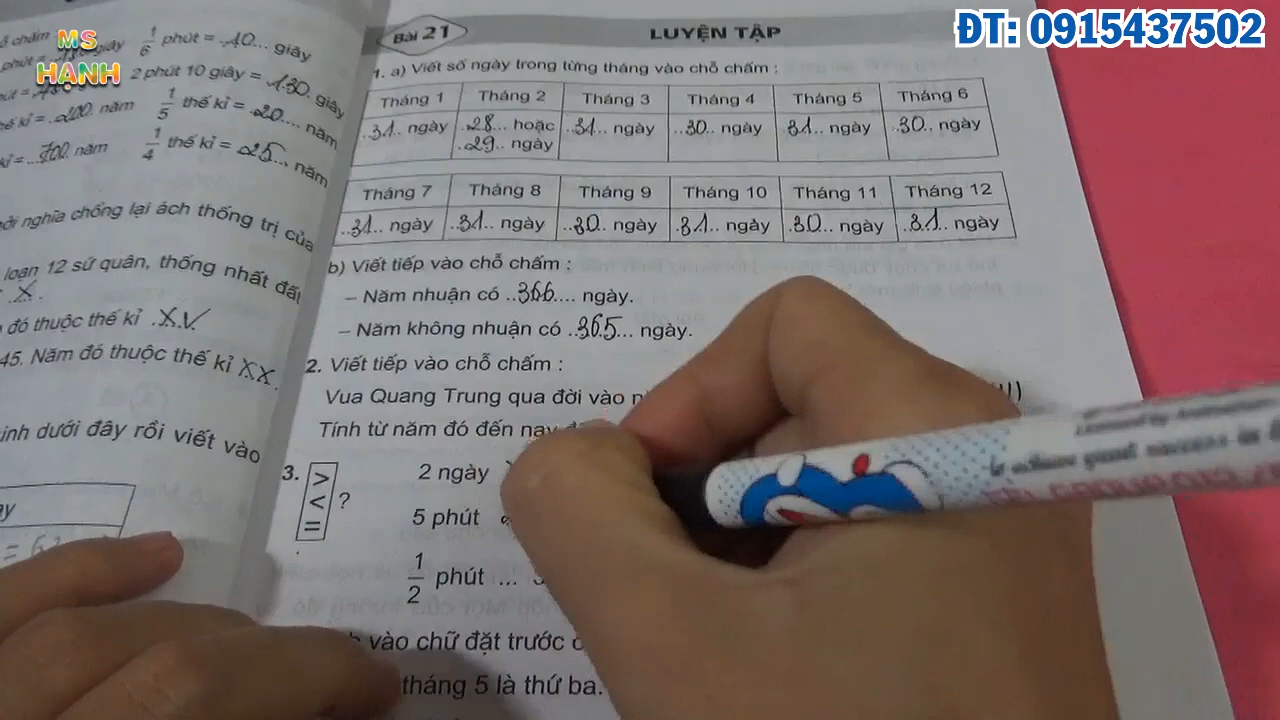 MS
HẠNH
ĐT: 0915437502
1/6 phút = .10... giây
2 phút 10 giây = .130. giây
1/5 thế kỉ = .20.... năm
1/4 thế kỉ = .25... năm
năm
năm
chống lại ách thống trị của
loạn 12 sứ quân, thống nhất đất
.X.
đó thuộc thế kỉ .XV
45. Năm đó thuộc thế kỉ XX.
dưới đây rồi viết vào
Bài 21
LUYỆN TẬP
1. a) Viết số ngày trong từng tháng vào chỗ chấm :
Tháng 1 Tháng 2 Tháng 3 Tháng 4 Tháng 5 Tháng 6
..31.. ngày .28... hoặc ..31.. ngày ..30.. ngày ..31.. ngày .30.. ngày
.29.. ngày
Tháng 7 Tháng 8 Tháng 9 Tháng 10 Tháng 11 Tháng 12
..31.. ngày ..31.. ngày ..30.. ngày .31.. ngày .30.. ngày .31.. ngày
b) Viết tiếp vào chỗ chấm :
– Năm nhuận có ..366.... ngày.
– Năm không nhuận có ..365... ngày.
2. Viết tiếp vào chỗ chấm :
Vua Quang Trung qua đời vào
Tính từ năm đó đến nay
3. > < = ?
2 ngày
5 phút
1/2 phút ...
vào chữ đặt trước
tháng 5 là thứ ba.